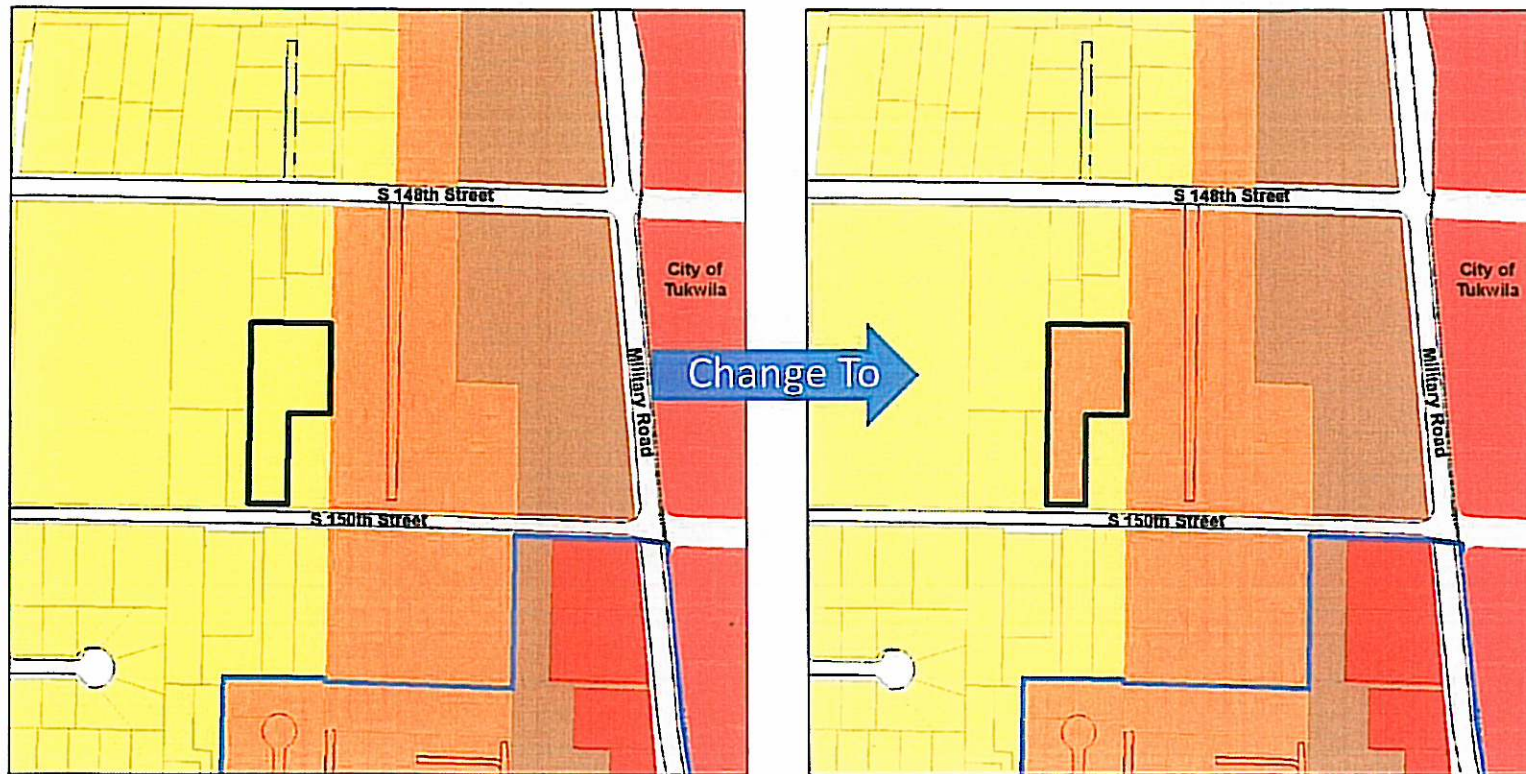 S 148th Street
City of
Tukwila
Military Road
S 150th Street
Change To
S 148th Street
City of
Tukwila
Military Road
S 150th Street